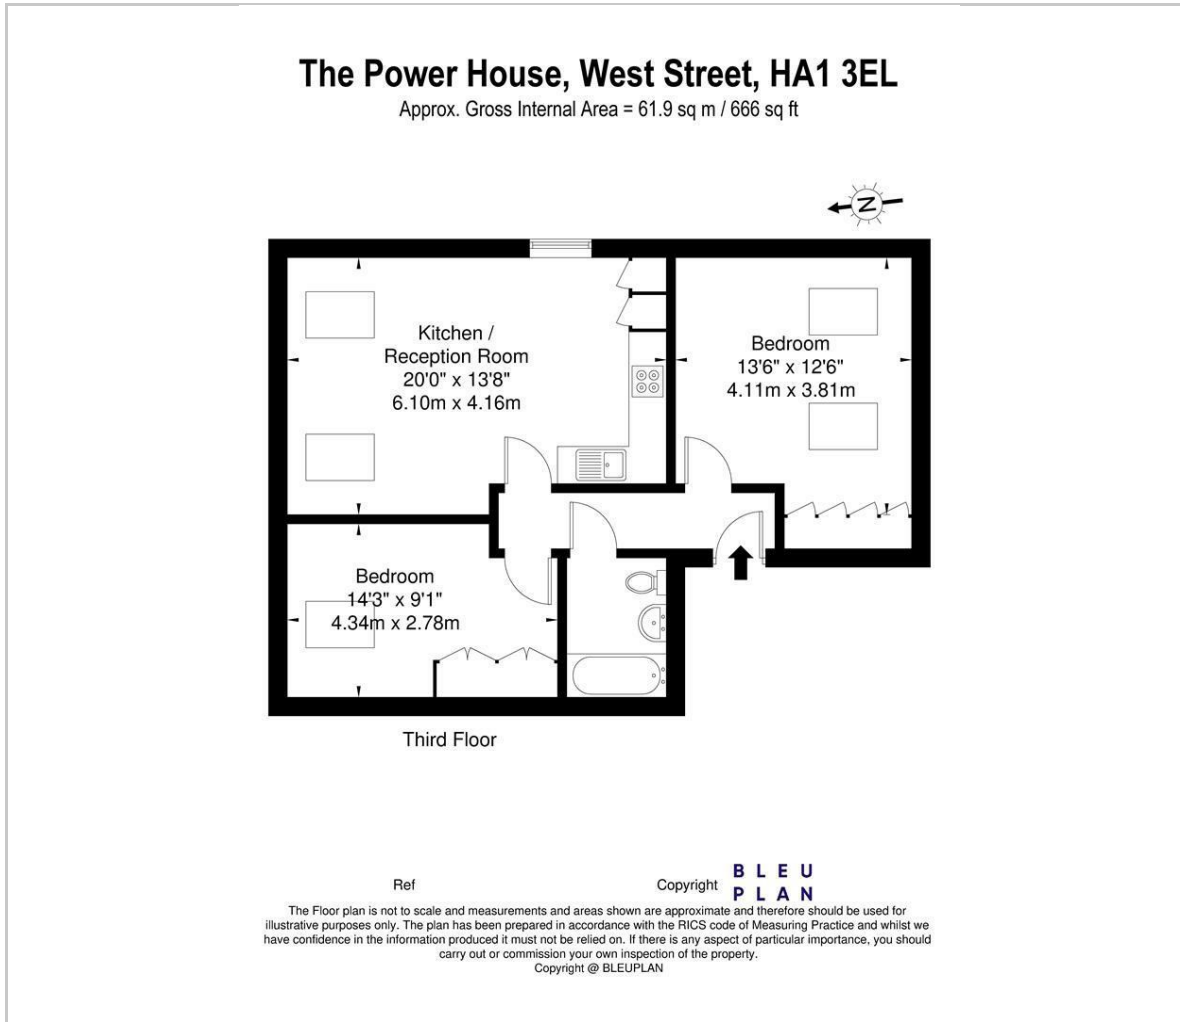 The Power House, West Street, HA1 3EL
Approx. Gross Internal Area = 61.9 sq m / 666 sq ft
N
Kitchen /
Reception Room
20'0" x 13'8"
6.10m x 4.16m
Bedroom
13'6" x 12'6"
4.11m x 3.81m
Bedroom
14'3" x 9'1"
4.34m x 2.78m
Third Floor
Ref
Copyright
BLEU
PLAN
The Floor plan is not to scale and measurements and areas shown are approximate and therefore should be used for
illustrative purposes only. The plan has been prepared in accordance with the RICS code of Measuring Practice and whilst we
have confidence in the information produced it must not be relied on. If there is any aspect of particular importance, you should
carry out or commission your own inspection of the property.
Copyright @ BLEUPLAN